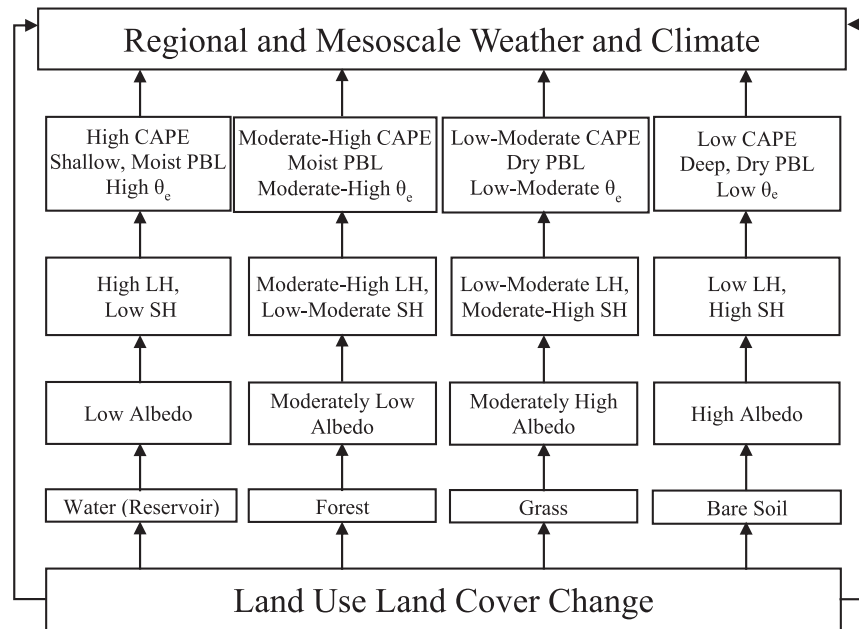 Regional and Mesoscale Weather and Climate
High CAPE
Shallow, Moist PBL
High θe
Moderate-High CAPE
Moist PBL
Moderate-High θe
Low-Moderate CAPE
Dry PBL
Low-Moderate θe
Low CAPE
Deep, Dry PBL
Low θe
High LH,
Low SH
Moderate-High LH,
Low-Moderate SH
Low-Moderate LH,
Moderate-High SH
Low LH,
High SH
Low Albedo
Moderately Low
Albedo
Moderately High
Albedo
High Albedo
Water (Reservoir)
Forest
Grass
Bare Soil
Land Use Land Cover Change